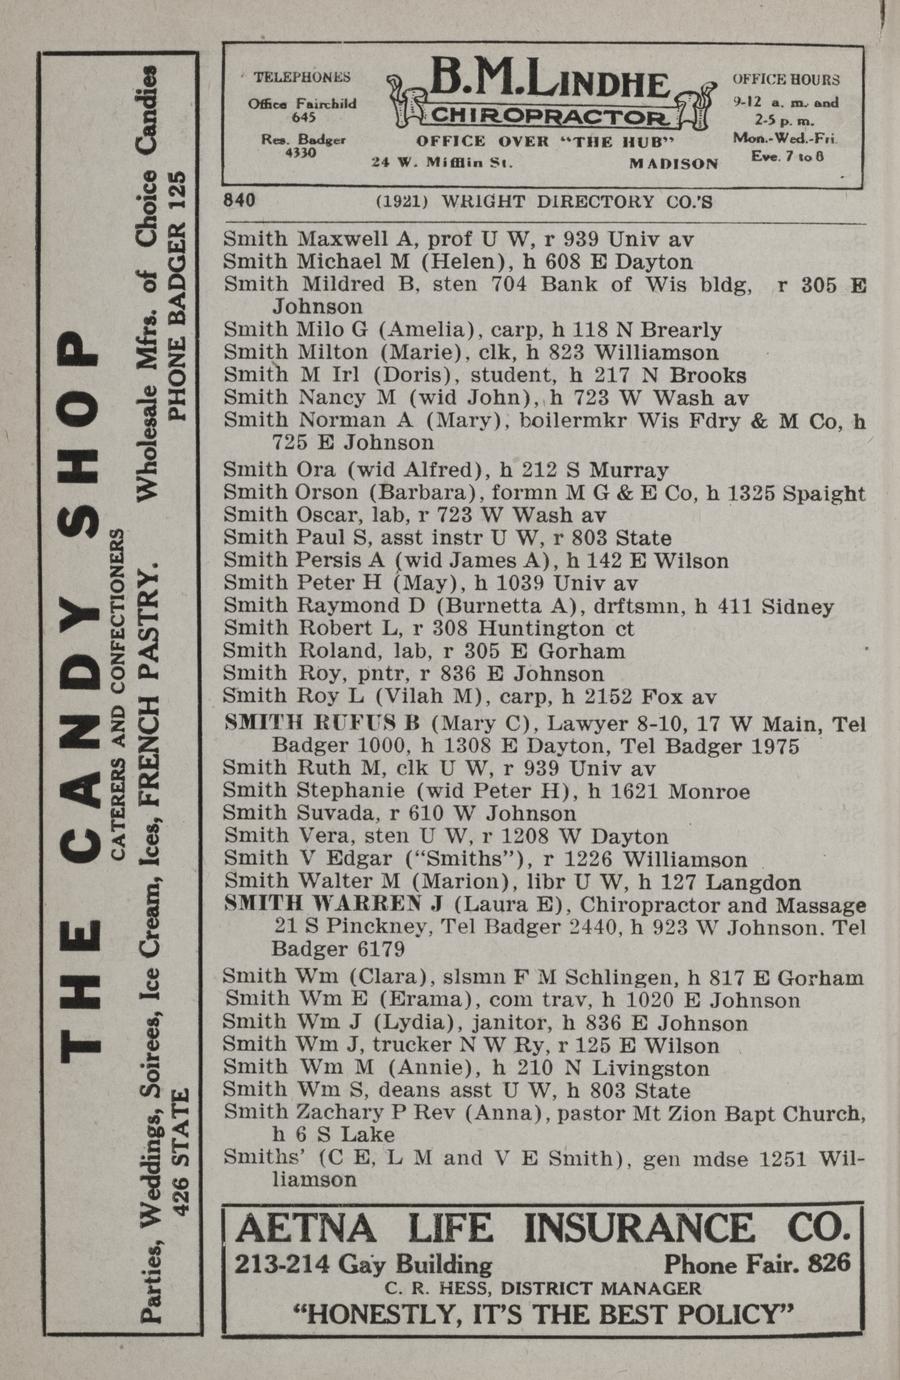 TELEPHONES
Office Fairchild
645
Res. Badger
4330
B.M.LINDHE
CHIROPRACTOR
OFFICE OVER "THE HUB"
24 W. Mifflin St. MADISON
OFFICE HOURS
9-12 a. m. and
2-5 p. m.
Mon.-Wed.-Fri.
Eve. 7 to 8
840 (1921) WRIGHT DIRECTORY CO.'S
Smith Maxwell A, prof U W, r 939 Univ av
Smith Michael M (Helen), h 608 E Dayton
Smith Mildred B, sten 704 Bank of Wis bldg, r 305 E
Johnson
Smith Milo G (Amelia), carp, h 118 N Brearly
Smith Milton (Marie), clk, h 823 Williamson
Smith M Irl (Doris), student, h 217 N Brooks
Smith Nancy M (wid John), h 723 W Wash av
Smith Norman A (Mary), boilermkr Wis Fdry & M Co, h
725 E Johnson
Smith Ora (wid Alfred), h 212 S Murray
Smith Orson (Barbara), formn M G & E Co, h 1325 Spaight
Smith Oscar, lab, r 723 W Wash av
Smith Paul S, asst instr U W, r 803 State
Smith Persis A (wid James A), h 142 E Wilson
Smith Peter H (May), h 1039 Univ av
Smith Raymond D (Burnetta A), drftsmn, h 411 Sidney
Smith Robert L, r 308 Huntington ct
Smith Roland, lab, r 305 E Gorham
Smith Roy, pntr, r 836 E Johnson
Smith Roy L (Vilah M), carp, h 2152 Fox av
SMITH RUFUS B (Mary C), Lawyer 8-10, 17 W Main, Tel
Badger 1000, h 1308 E Dayton, Tel Badger 1975
Smith Ruth M, clk U W, r 939 Univ av
Smith Stephanie (wid Peter H), h 1621 Monroe
Smith Suvada, r 610 W Johnson
Smith Vera, sten U W, r 1208 W Dayton
Smith V Edgar ("Smiths"), r 1226 Williamson
Smith Walter M (Marion), libr U W, h 127 Langdon
SMITH WARREN J (Laura E), Chiropractor and Massage
21 S Pinckney, Tel Badger 2440, h 923 W Johnson. Tel
Badger 6179
Smith Wm (Clara), slsmn F M Schlingen, h 817 E Gorham
Smith Wm E (Erama), com trav, h 1020 E Johnson
Smith Wm J (Lydia), janitor, h 836 E Johnson
Smith Wm J, trucker N W Ry, r 125 E Wilson
Smith Wm M (Annie), h 210 N Livingston
Smith Wm S, deans asst U W, h 803 State
Smith Zachary P Rev (Anna), pastor Mt Zion Bapt Church,
h 6 S Lake
Smiths' (C E, L M and V E Smith), gen mdse 1251 Wil-
liamson
AETNA LIFE INSURANCE CO.
213-214 Gay Building Phone Fair. 826
C. R. HESS, DISTRICT MANAGER
"HONESTLY, IT'S THE BEST POLICY"
THE CANDY SHOP
CATERERS AND CONFECTIONERS
Parties, Weddings, Soirees, Ice Cream, Ices, FRENCH PASTRY. Wholesale Mfrs. of Choice Candies
426 STATE PHONE BADGER 125